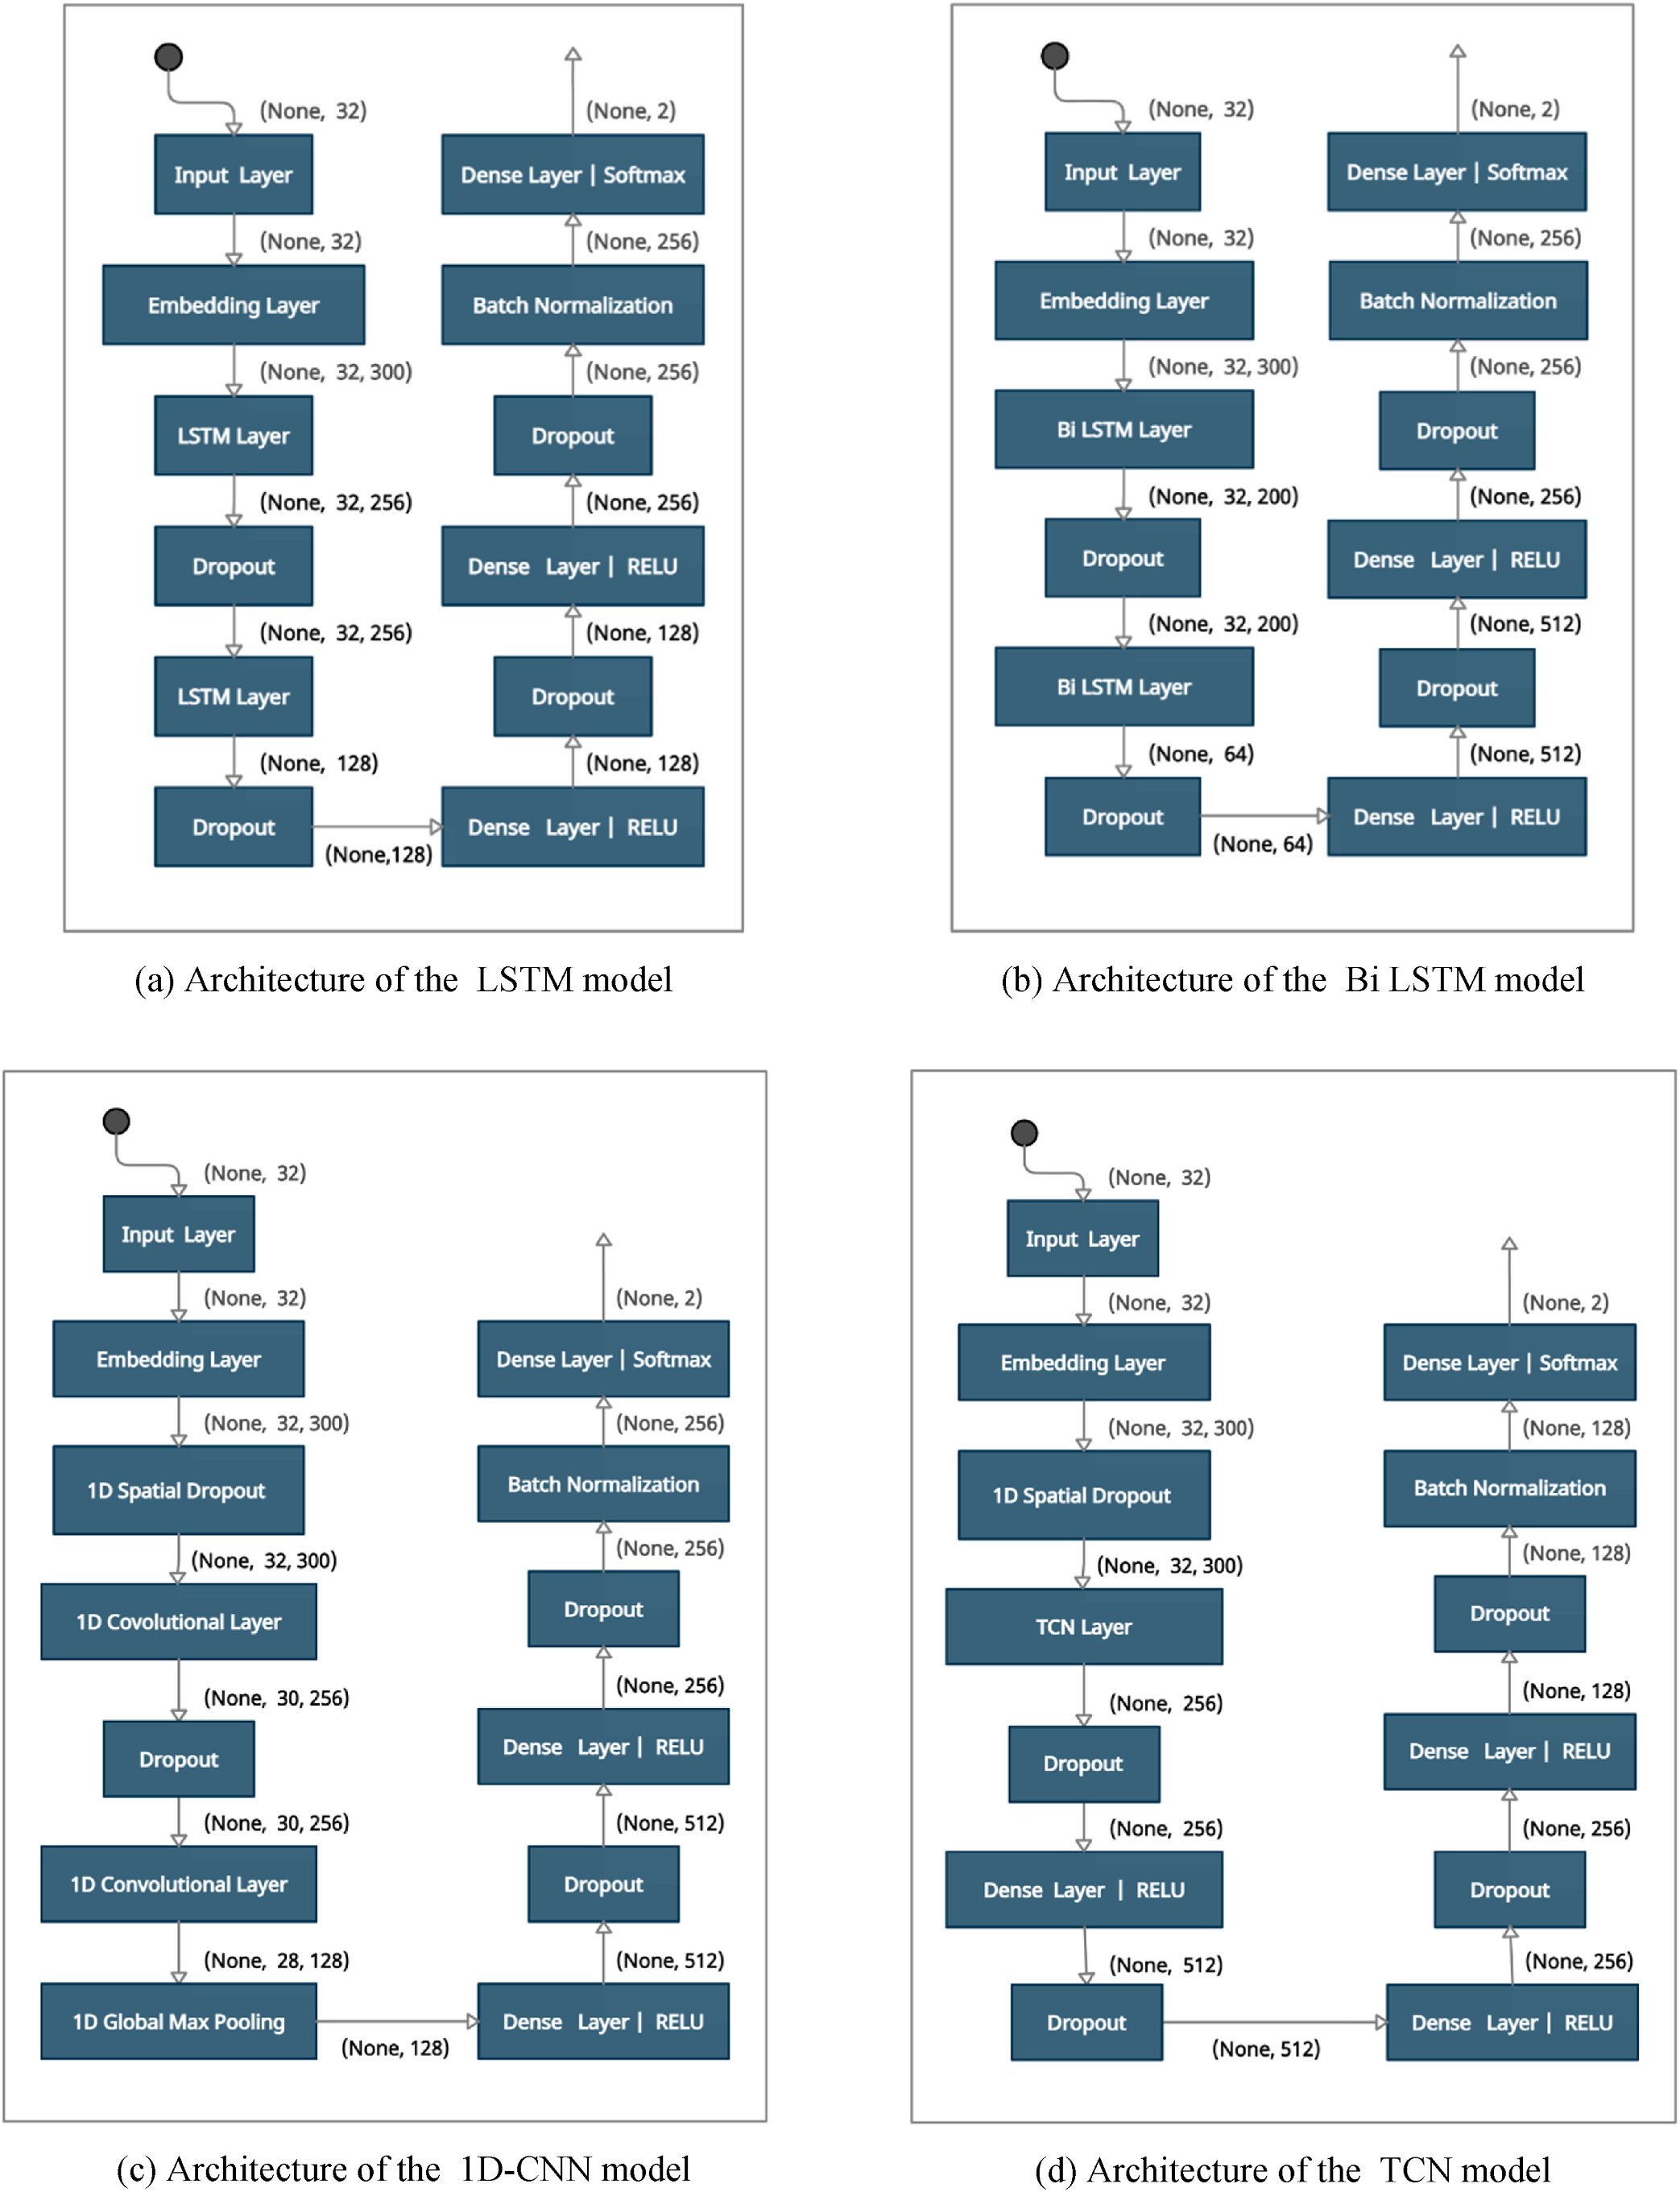 (None, 32)
Input Layer
(None, 32)
Embedding Layer
(None, 32, 300)
LSTM Layer
(None, 32, 256)
Dropout
(None, 32, 256)
LSTM Layer
(None, 128)
Dropout
(None,128)
Dense Layer | RELU
(None, 128)
Dropout
(None, 128)
Dense Layer | RELU
(None, 256)
Dropout
(None, 256)
Batch Normalization
(None, 256)
Dense Layer | Softmax
(None, 2)
(a) Architecture of the LSTM model
(None, 32)
Input Layer
(None, 32)
Embedding Layer
(None, 32, 300)
Bi LSTM Layer
(None, 32, 200)
Dropout
(None, 32, 200)
Bi LSTM Layer
(None, 64)
Dropout
(None, 64)
Dense Layer | RELU
(None, 512)
Dropout
(None, 512)
Dense Layer | RELU
(None, 256)
Dropout
(None, 256)
Batch Normalization
(None, 256)
Dense Layer | Softmax
(None, 2)
(b) Architecture of the Bi LSTM model
(None, 32)
Input Layer
(None, 32)
Embedding Layer
(None, 32, 300)
1D Spatial Dropout
(None, 32, 300)
1D Covolutional Layer
(None, 30, 256)
Dropout
(None, 30, 256)
1D Convolutional Layer
(None, 28, 128)
1D Global Max Pooling
(None, 128)
Dense Layer | RELU
(None, 512)
Dropout
(None, 512)
Dense Layer | RELU
(None, 256)
Dropout
(None, 256)
Batch Normalization
(None, 256)
Dense Layer | Softmax
(None, 2)
(c) Architecture of the 1D-CNN model
(None, 32)
Input Layer
(None, 32)
Embedding Layer
(None, 32, 300)
1D Spatial Dropout
(None, 32, 300)
TCN Layer
(None, 256)
Dropout
(None, 256)
Dense Layer | RELU
(None, 512)
Dropout
(None, 512)
Dense Layer | RELU
(None, 256)
Dropout
(None, 256)
Dense Layer | RELU
(None, 128)
Dropout
(None, 128)
Batch Normalization
(None, 128)
Dense Layer | Softmax
(None, 2)
(d) Architecture of the TCN model